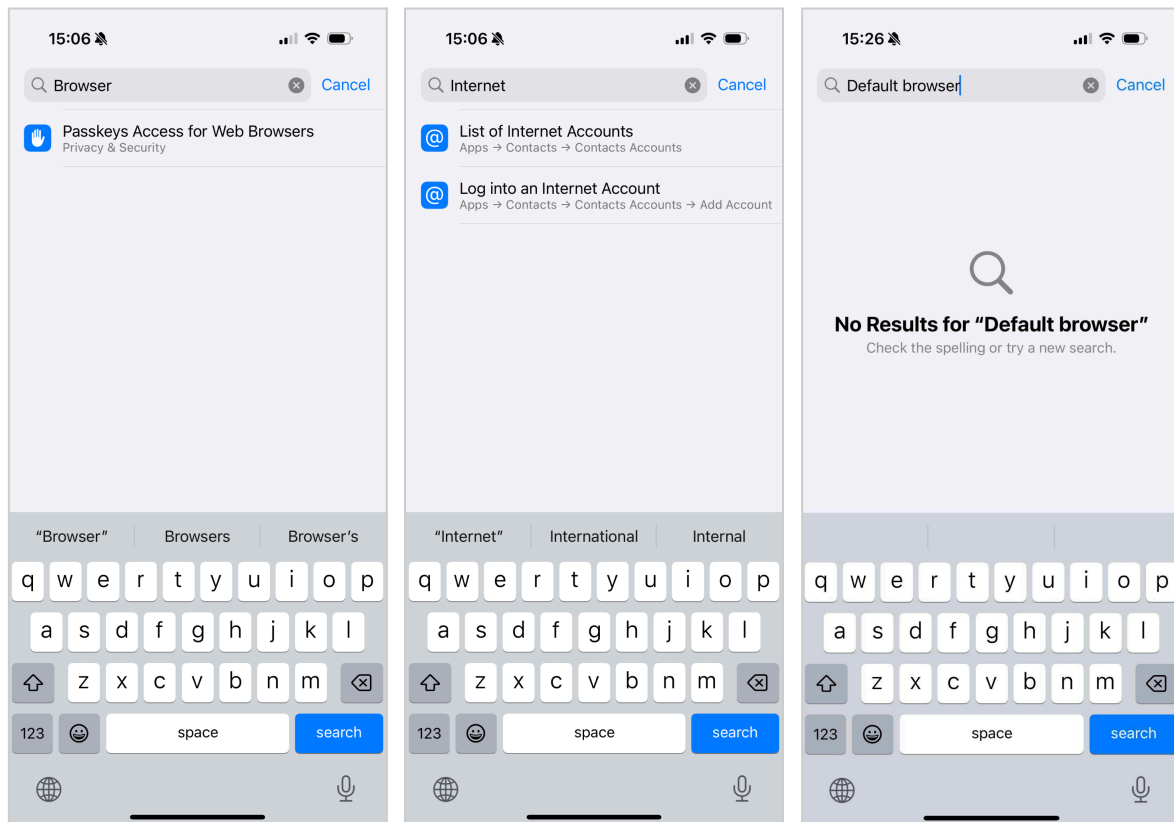 15:06
Browser
Cancel
Passkeys Access for Web Browsers
Privacy & Security
“Browser”
Browsers
Browser’s
q w e r t y u i o p
a s d f g h j k l
z x c v b n m
123
space
search
15:06
Internet
Cancel
@
List of Internet Accounts
Apps → Contacts → Contacts Accounts
@
Log into an Internet Account
Apps → Contacts → Contacts Accounts → Add Account
“Internet”
International
Internal
q w e r t y u i o p
a s d f g h j k l
z x c v b n m
123
space
search
15:26
Default browser
Cancel
No Results for “Default browser”
Check the spelling or try a new search.
q w e r t y u i o p
a s d f g h j k l
z x c v b n m
123
space
search